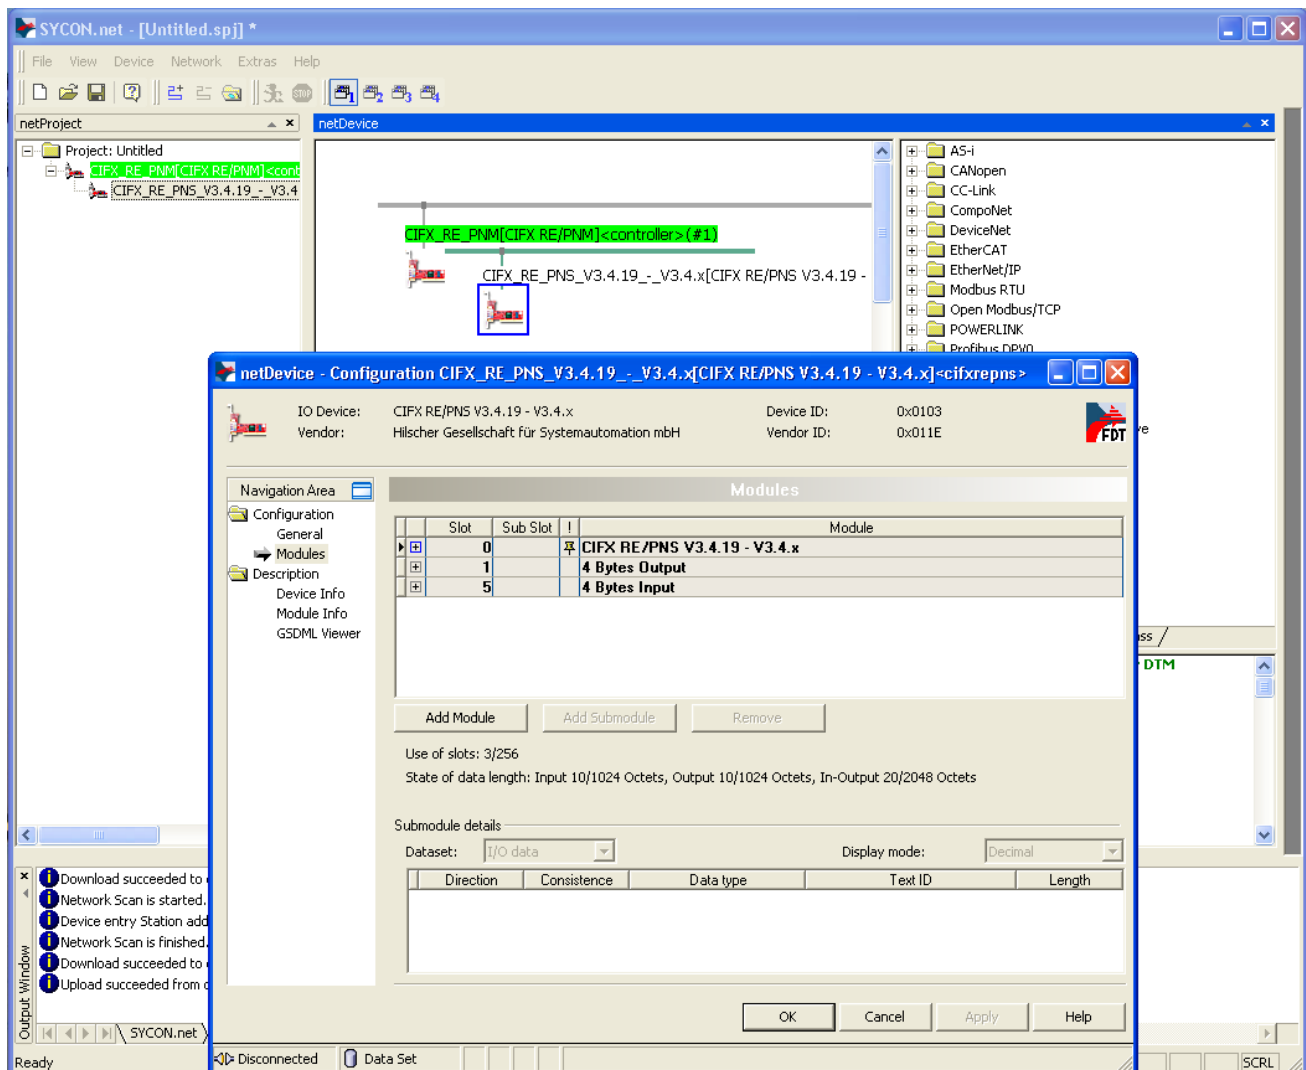 SYCON.net - [Untitled.spj] *
File View Device Network Extras Help
netProject
netDevice
Project: Untitled
CIFX_RE_PNM[CIFX RE/PNM]<cont
CIFX_RE_PNS_V3.4.19_-_V3.4
CIFX_RE_PNM[CIFX RE/PNM]<controller>(#1)
CIFX_RE_PNS_V3.4.19_-_V3.4.x[CIFX RE/PNS V3.4.19 -
AS-i
CANopen
CC-Link
CompoNet
DeviceNet
EtherCAT
EtherNet/IP
Modbus RTU
Open Modbus/TCP
POWERLINK
Profibus DPV0
netDevice - Configuration CIFX_RE_PNS_V3.4.19_-_V3.4.x[CIFX RE/PNS V3.4.19 - V3.4.x]<cifxrepns>
IO Device: CIFX RE/PNS V3.4.19 - V3.4.x Device ID: 0x0103
Vendor: Hilscher Gesellschaft für Systemautomation mbH Vendor ID: 0x011E
FDT
ve
Navigation Area
Configuration
General
Modules
Description
Device Info
Module Info
GSDML Viewer
Modules
Slot Sub Slot ! Module
0 CIFX RE/PNS V3.4.19 - V3.4.x
1 4 Bytes Output
5 4 Bytes Input
Add Module Add Submodule Remove
Use of slots: 3/256
State of data length: Input 10/1024 Octets, Output 10/1024 Octets, In-Output 20/2048 Octets
Submodule details
Dataset: I/O data Display mode: Decimal
Direction Consistence Data type Text ID Length
OK Cancel Apply Help
Disconnected Data Set
ass
DTM
Download succeeded to
Network Scan is started.
Device entry Station add
Network Scan is finished.
Download succeeded to
Upload succeeded from
Output Window
SYCON.net
Ready
SCRL